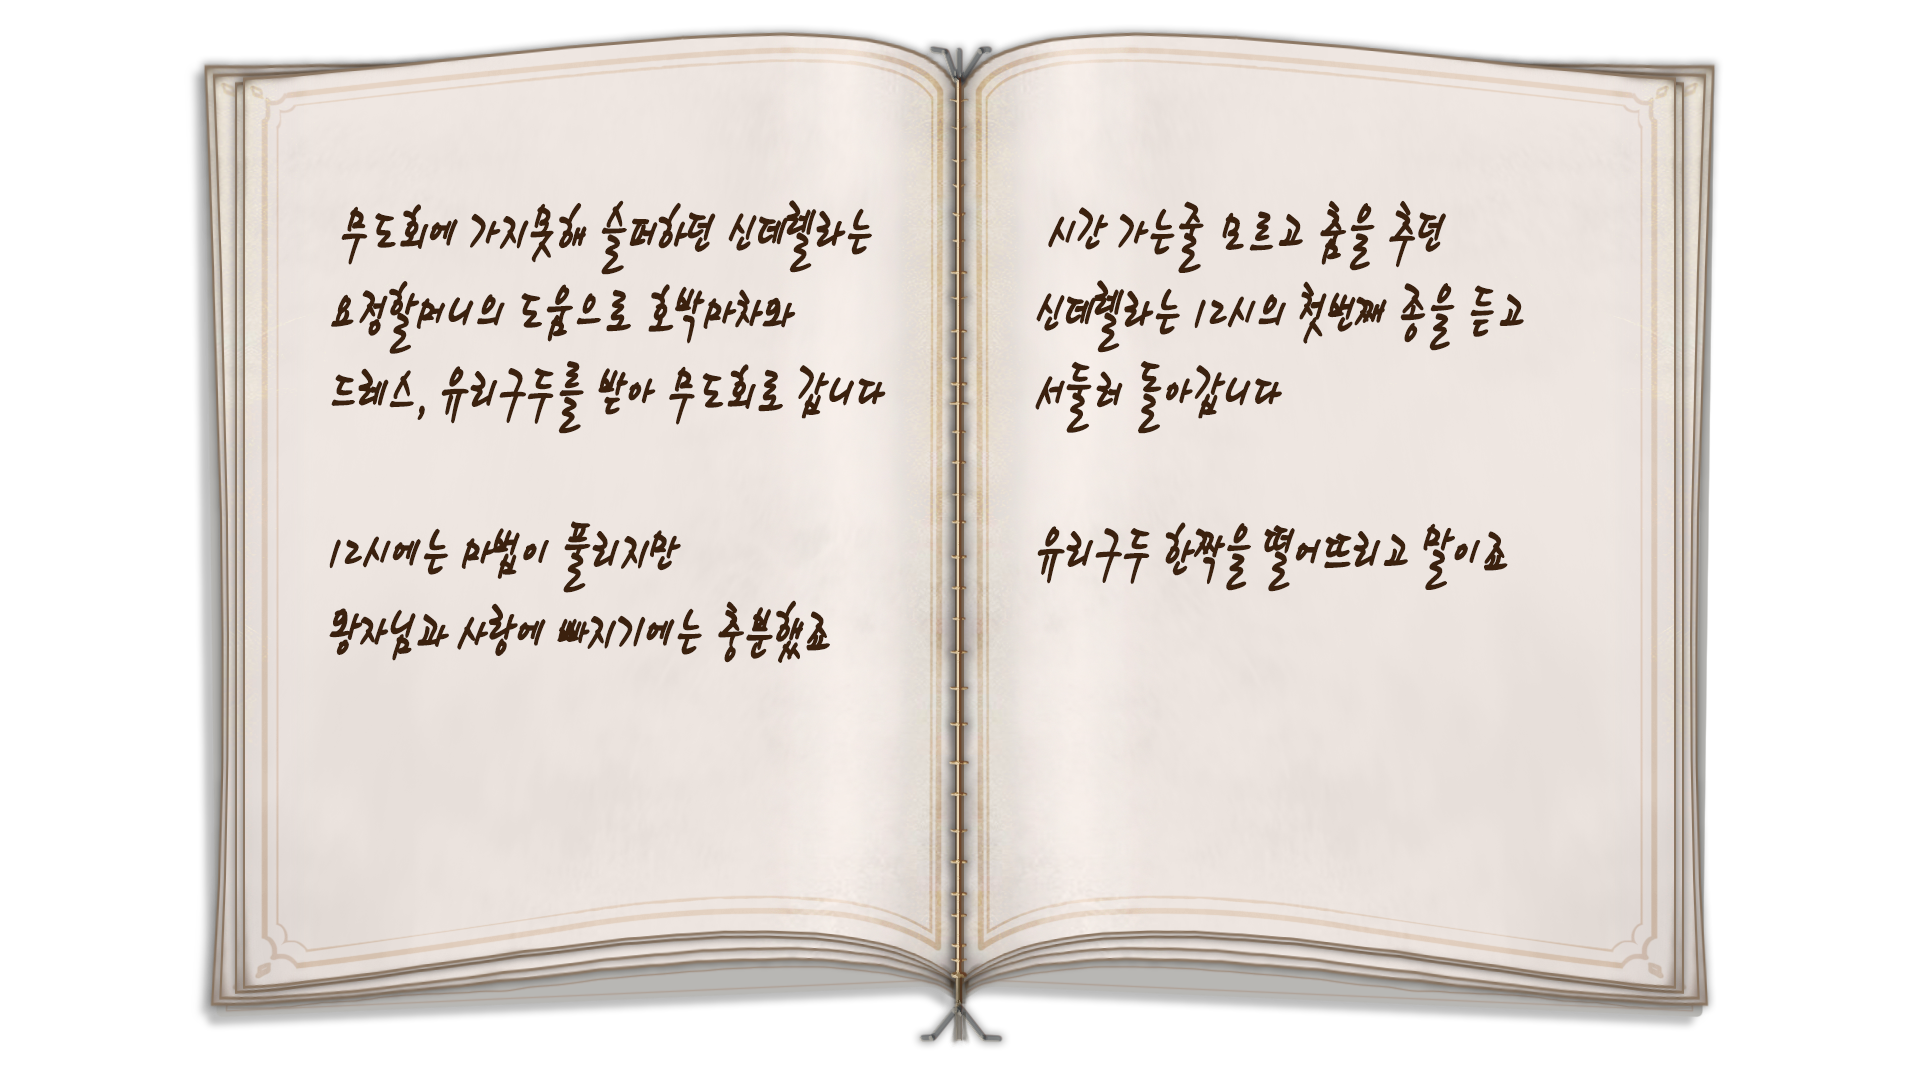 무도회에 가지못해 슬퍼하던 신데렐라는
요정할머니의 도움으로 호박마차와
드레스, 유리구두를 받아 무도회로 갑니다
12시에는 마법이 풀리지만
왕자님과 사랑에 빠지기에는 충분했죠
시간 가는줄 모르고 춤을 추던
신데렐라는 12시의 첫번째 종을 듣고
서둘러 돌아갑니다
유리구두 한짝을 떨어뜨리고 말이죠